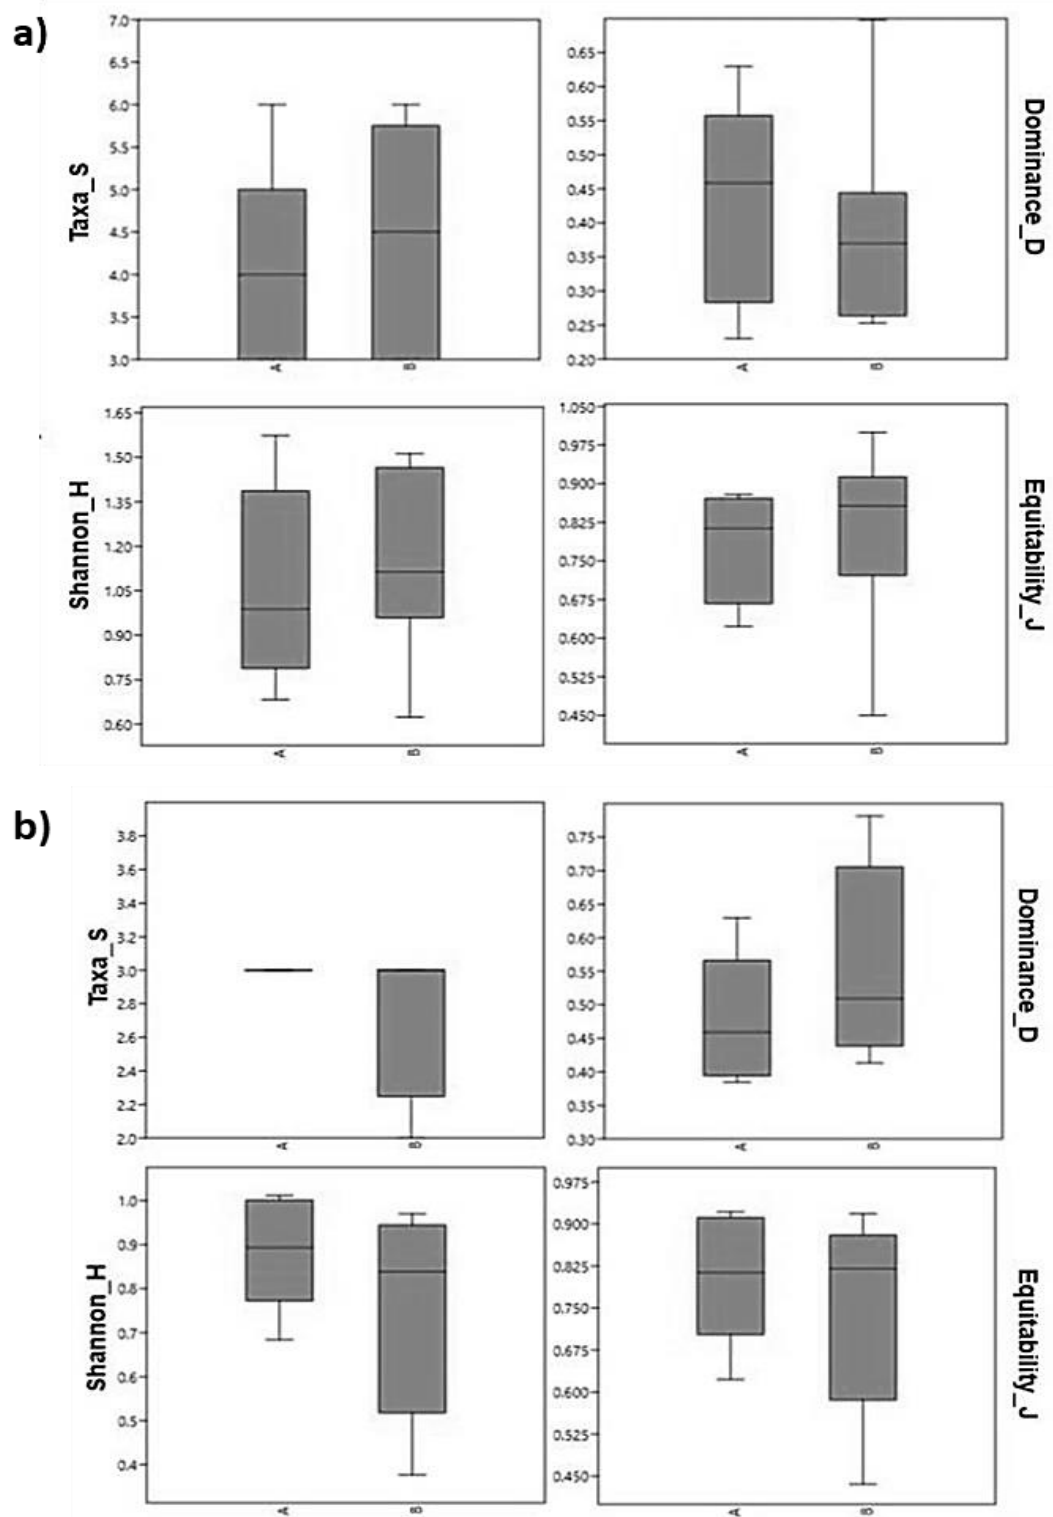 a)
7.0
6.5
6.0
5.5
5.0
4.5
4.0
3.5
3.0
Taxa_S
A
B
0.65
0.60
0.55
0.50
0.45
0.40
0.35
0.30
0.25
0.20
Dominance_D
A
B
1.65
1.50
1.35
1.20
1.05
0.90
0.75
0.60
Shannon_H
A
B
1.050
0.975
0.900
0.825
0.750
0.675
0.600
0.525
0.450
Equitability_J
A
B
b)
3.8
3.6
3.4
3.2
3.0
2.8
2.6
2.4
2.2
2.0
Taxa_S
A
B
0.75
0.70
0.65
0.60
0.55
0.50
0.45
0.40
0.35
0.30
Dominance_D
A
B
1.0
0.9
0.8
0.7
0.6
0.5
0.4
Shannon_H
A
B
0.975
0.900
0.825
0.750
0.675
0.600
0.525
0.450
Equitability_J
A
B